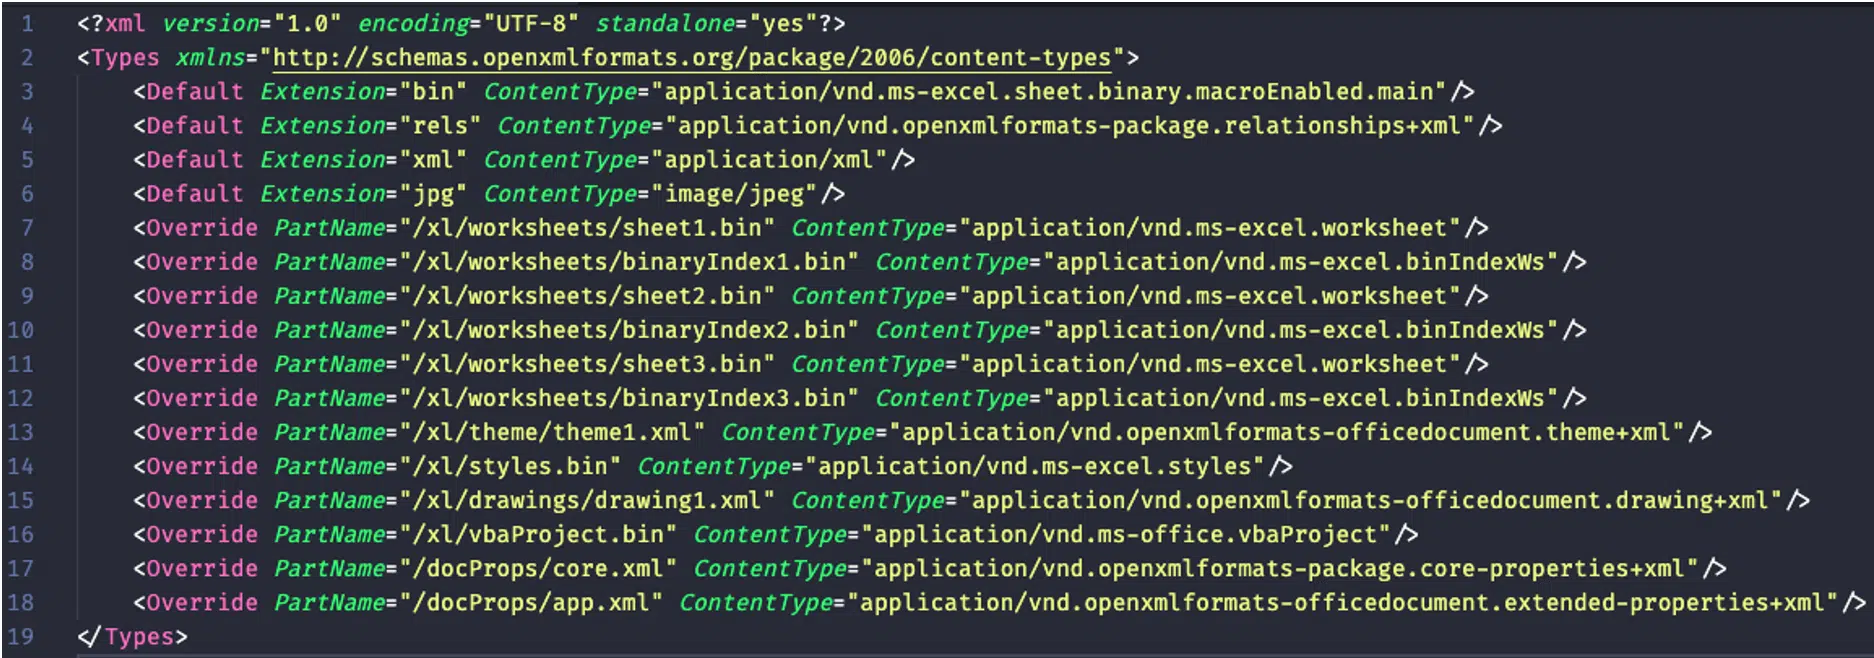 1 <?xml version="1.0" encoding="UTF-8" standalone="yes"?>
2 <Types xmlns="http://schemas.openxmlformats.org/package/2006/content-types">
3 <Default Extension="bin" ContentType="application/vnd.ms-excel.sheet.binary.macroEnabled.main"/>
4 <Default Extension="rels" ContentType="application/vnd.openxmlformats-package.relationships+xml"/>
5 <Default Extension="xml" ContentType="application/xml"/>
6 <Default Extension="jpg" ContentType="image/jpeg"/>
7 <Override PartName="/xl/worksheets/sheet1.bin" ContentType="application/vnd.ms-excel.worksheet"/>
8 <Override PartName="/xl/worksheets/binaryIndex1.bin" ContentType="application/vnd.ms-excel.binIndexWs"/>
9 <Override PartName="/xl/worksheets/sheet2.bin" ContentType="application/vnd.ms-excel.worksheet"/>
10 <Override PartName="/xl/worksheets/binaryIndex2.bin" ContentType="application/vnd.ms-excel.binIndexWs"/>
11 <Override PartName="/xl/worksheets/sheet3.bin" ContentType="application/vnd.ms-excel.worksheet"/>
12 <Override PartName="/xl/worksheets/binaryIndex3.bin" ContentType="application/vnd.ms-excel.binIndexWs"/>
13 <Override PartName="/xl/theme/theme1.xml" ContentType="application/vnd.openxmlformats-officedocument.theme+xml"/>
14 <Override PartName="/xl/styles.bin" ContentType="application/vnd.ms-excel.styles"/>
15 <Override PartName="/xl/drawings/drawing1.xml" ContentType="application/vnd.openxmlformats-officedocument.drawing+xml"/>
16 <Override PartName="/xl/vbaProject.bin" ContentType="application/vnd.ms-office.vbaProject"/>
17 <Override PartName="/docProps/core.xml" ContentType="application/vnd.openxmlformats-package.core-properties+xml"/>
18 <Override PartName="/docProps/app.xml" ContentType="application/vnd.openxmlformats-officedocument.extended-properties+xml"/>
19 </Types>